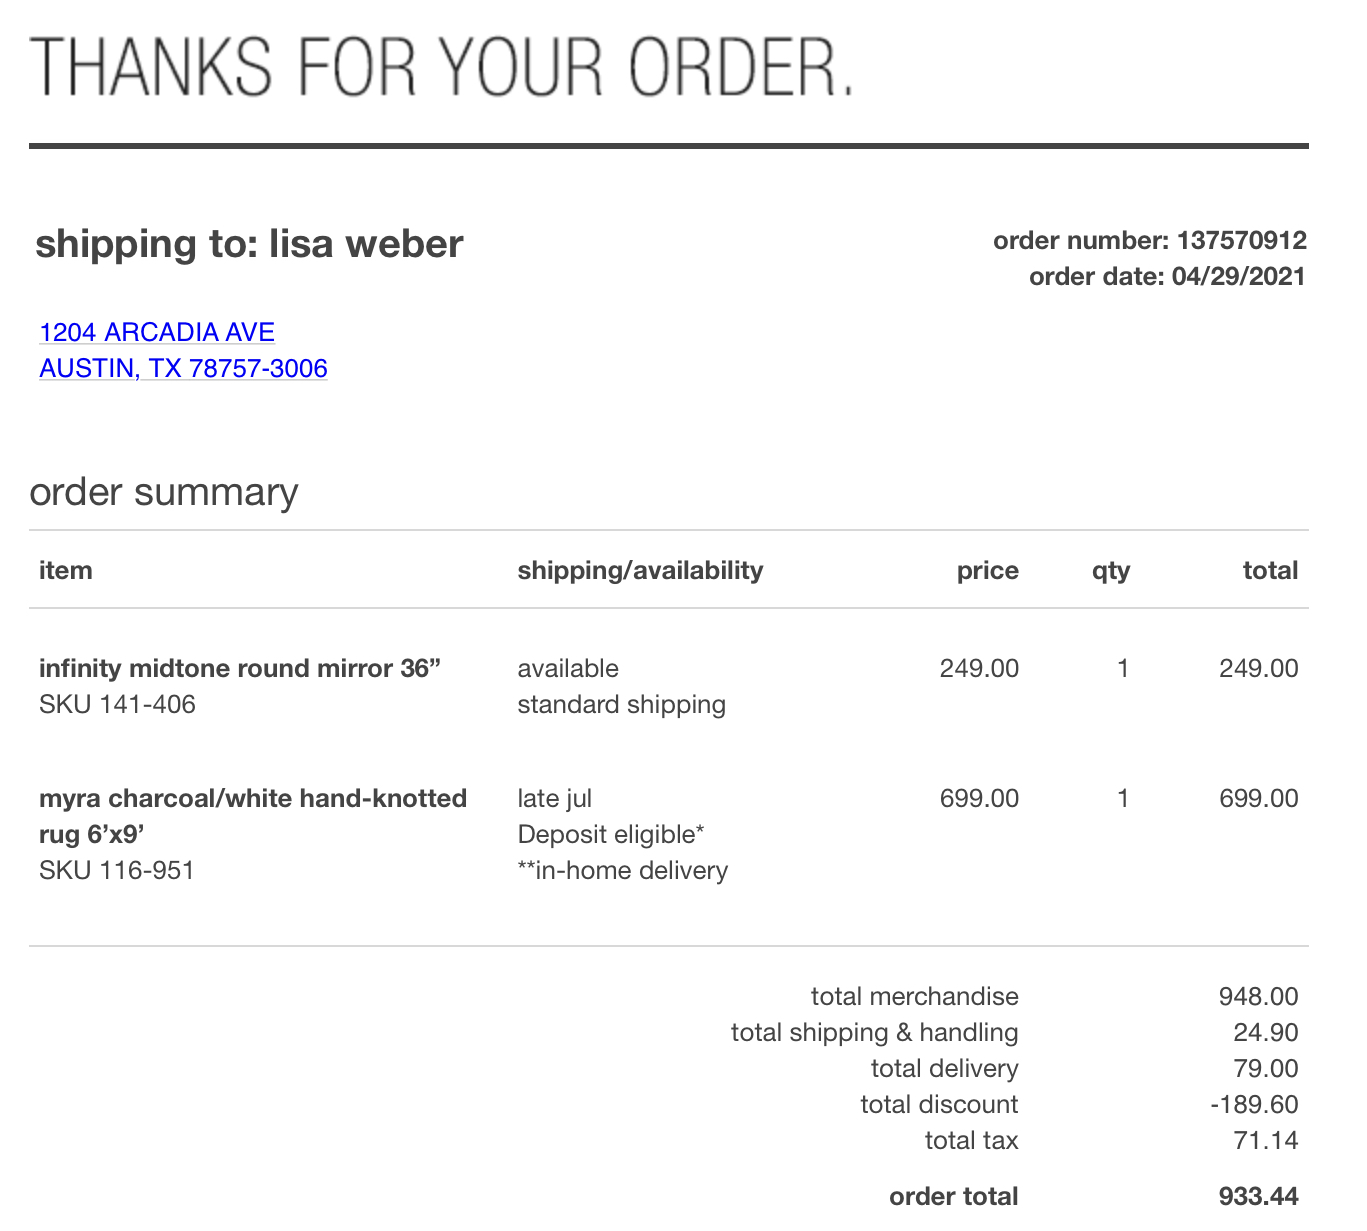 THANKS FOR YOUR ORDER.
shipping to: lisa weber
order number: 137570912
order date: 04/29/2021
1204 ARCADIA AVE
AUSTIN, TX 78757-3006
order summary
item shipping/availability price qty total
infinity midtone round mirror 36” available 249.00 1 249.00
SKU 141-406 standard shipping
myra charcoal/white hand-knotted late jul 699.00 1 699.00
rug 6’x9’ Deposit eligible*
SKU 116-951 **in-home delivery
total merchandise 948.00
total shipping & handling 24.90
total delivery 79.00
total discount -189.60
total tax 71.14
order total 933.44